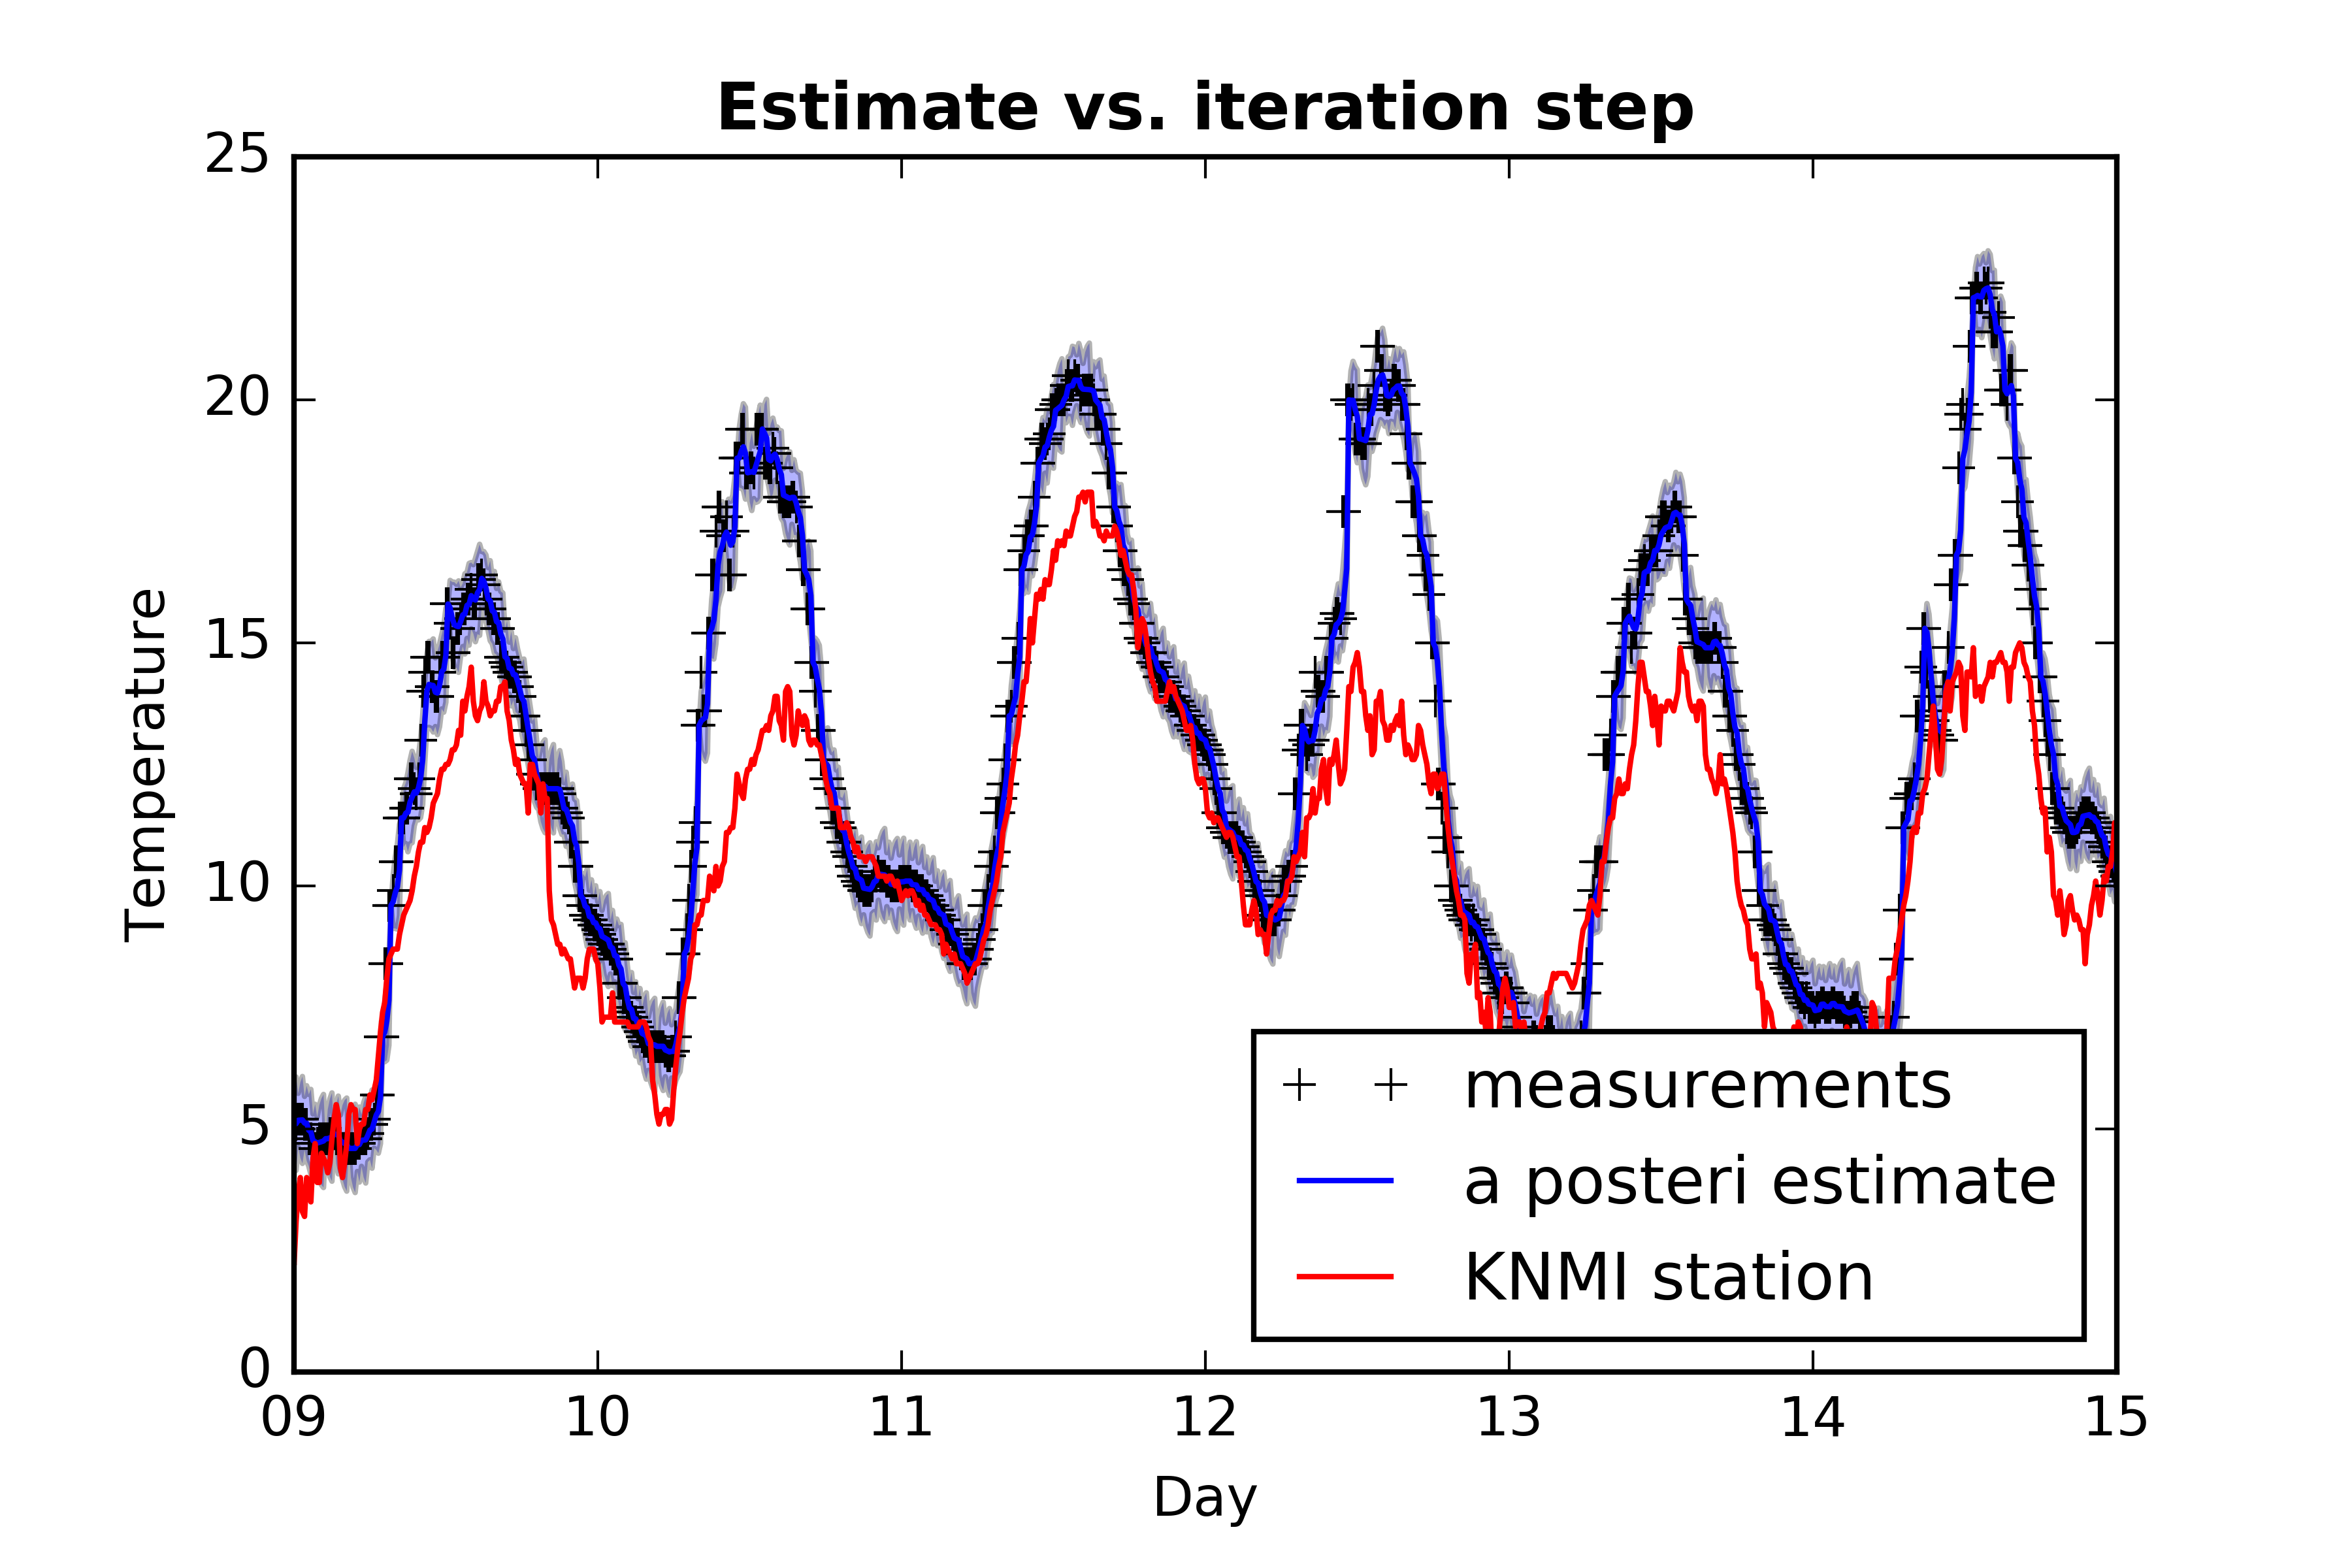 Estimate vs. iteration step
25
20
15
10
5
0
Temperature
09 10 11 12 13 14 15
Day
measurements
a posteri estimate
KNMI station